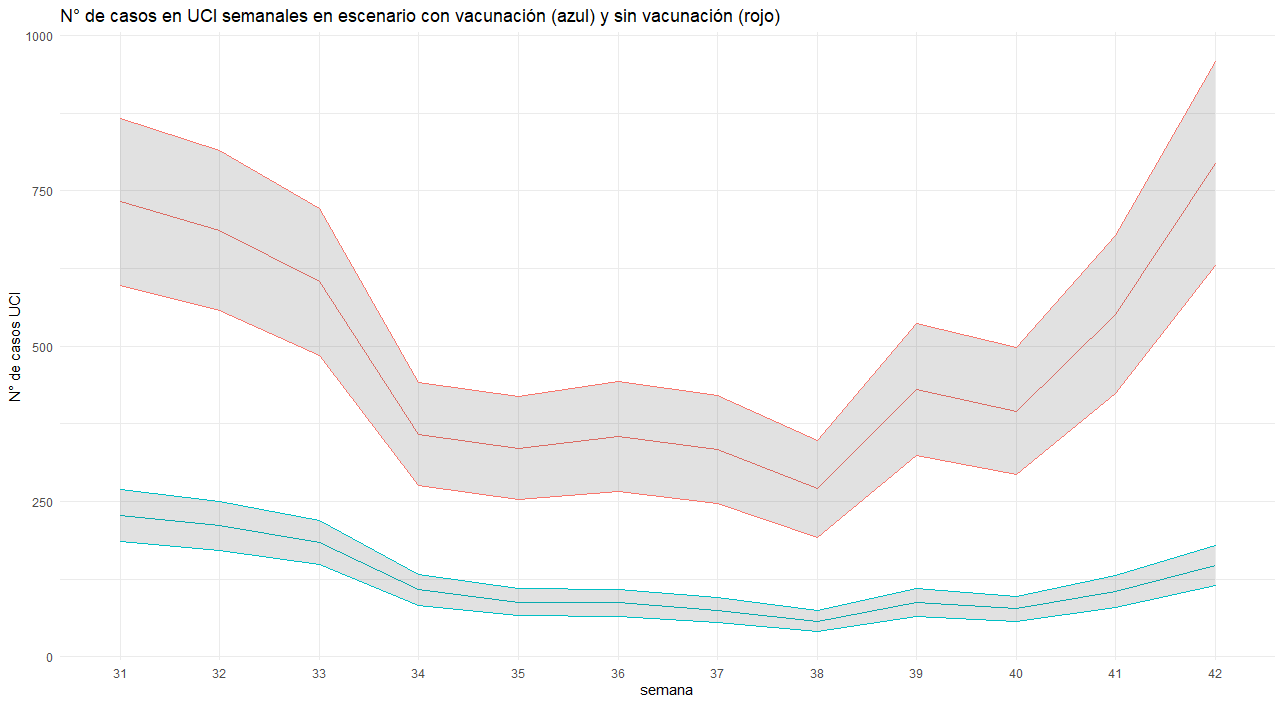 N° de casos en UCI semanales en escenario con vacunación (azul) y sin vacunación (rojo)
1000
750
500
250
0
N° de casos UCI
31 32 33 34 35 36 37 38 39 40 41 42
semana